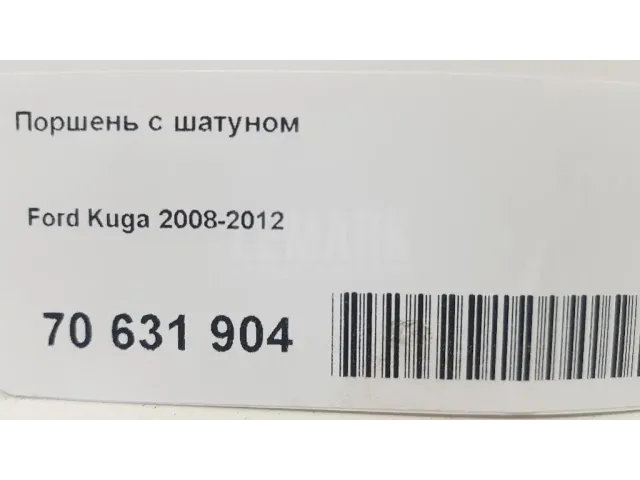 Поршень с шатуном
Ford Kuga 2008-2012
70 631 904